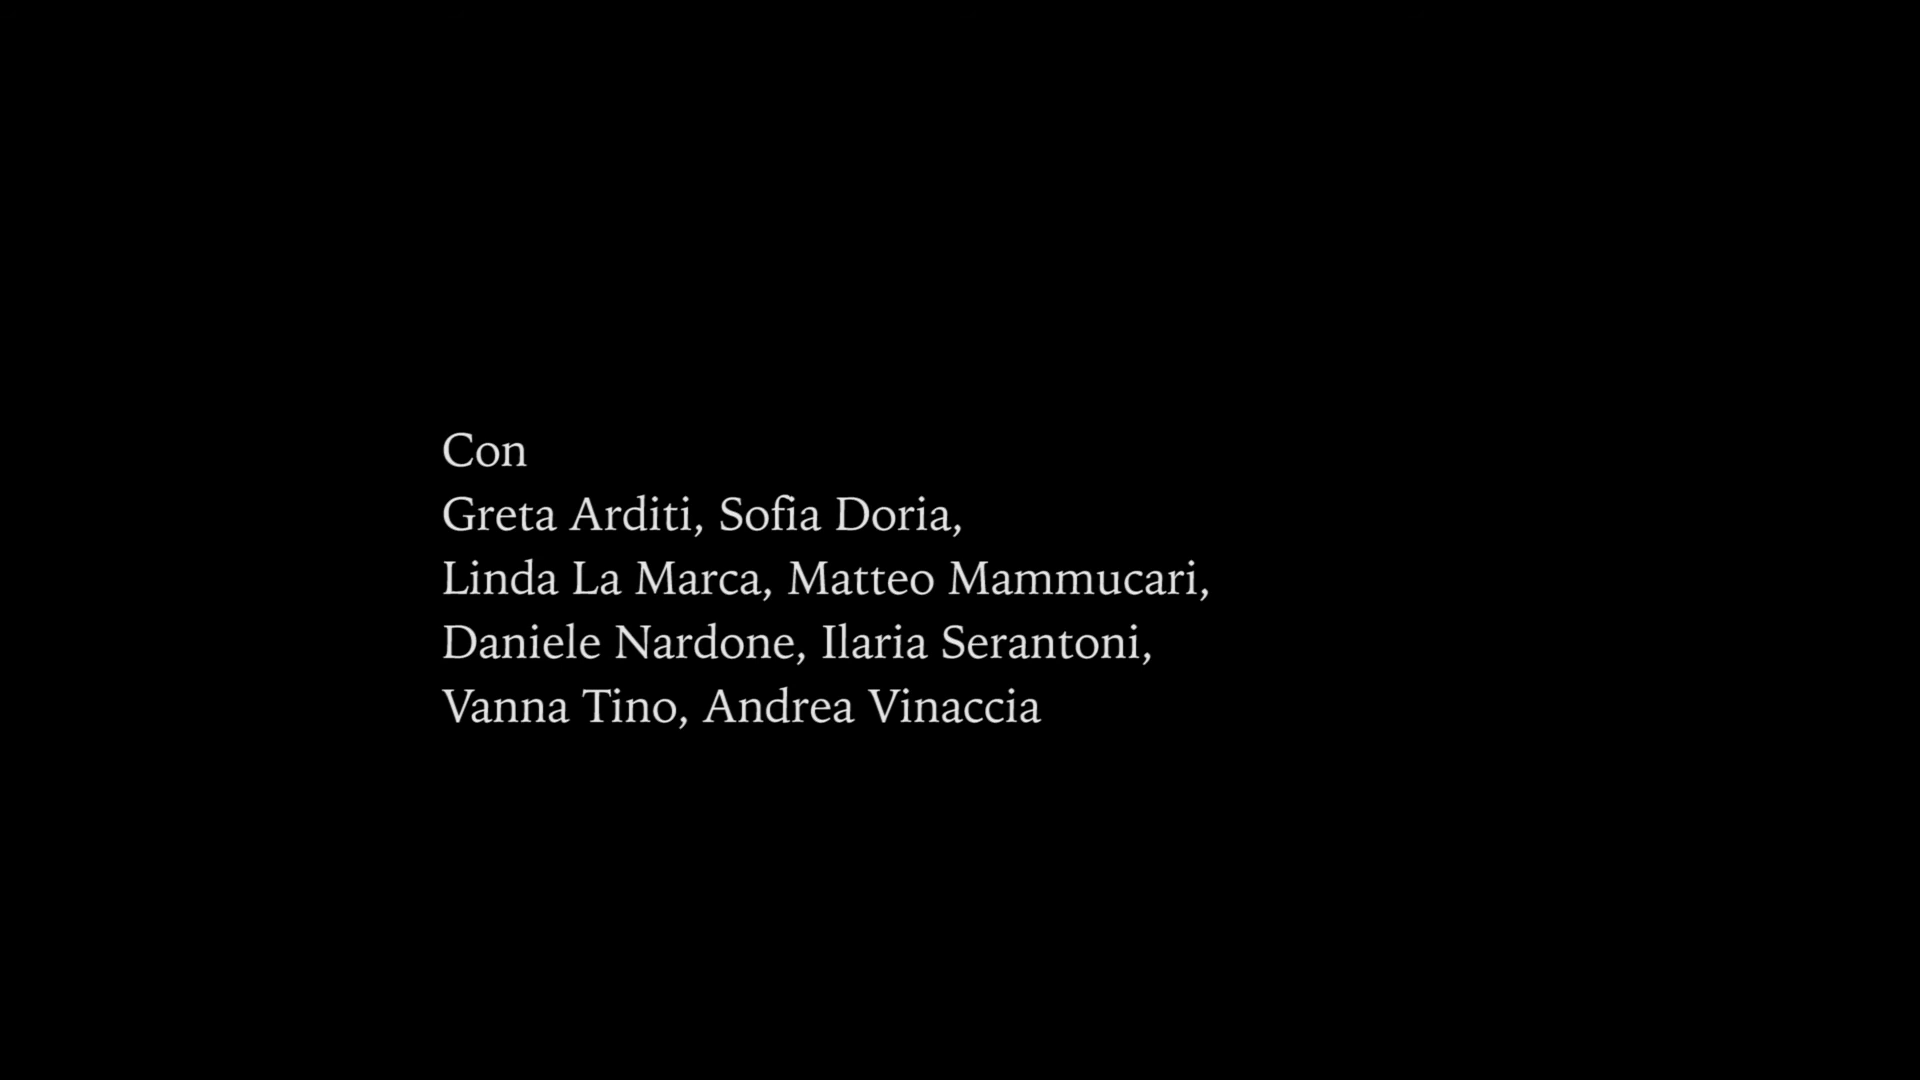 Con
Greta Arditi, Sofia Doria,
Linda La Marca, Matteo Mammucari,
Daniele Nardone, Ilaria Serantoni,
Vanna Tino, Andrea Vinaccia